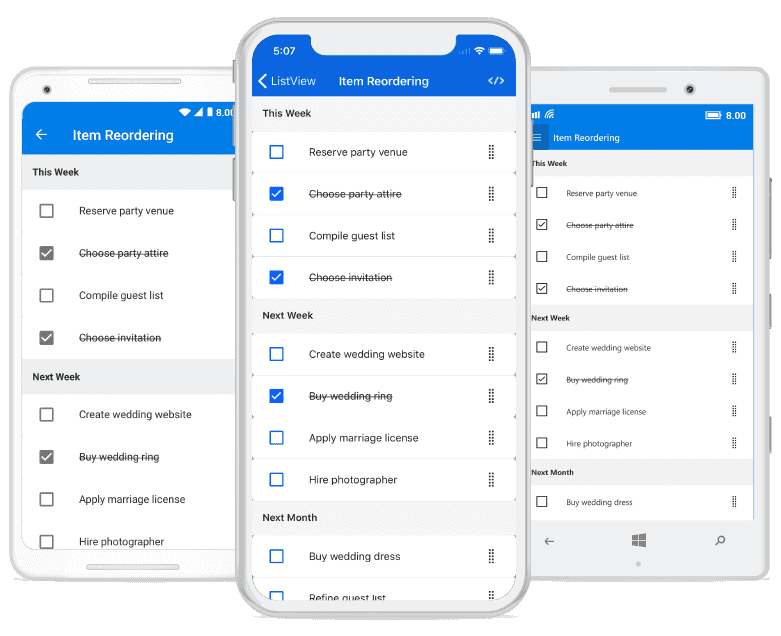 8.00
Item Reordering
This Week
Reserve party venue
Choose party attire
Compile guest list
Choose invitation
Next Week
Create wedding website
Buy wedding ring
Apply marriage license
Hire photographer
5:07
ListView
Item Reordering
</>
This Week
Reserve party venue
Choose party attire
Compile guest list
Choose invitation
Next Week
Create wedding website
Buy wedding ring
Apply marriage license
Hire photographer
Next Month
Buy wedding dress
Refine guest list
8.00
Item Reordering
This Week
Reserve party venue
Choose party attire
Compile guest list
Choose invitation
Next Week
Create wedding website
Buy wedding ring
Apply marriage license
Hire photographer
Next Month
Buy wedding dress